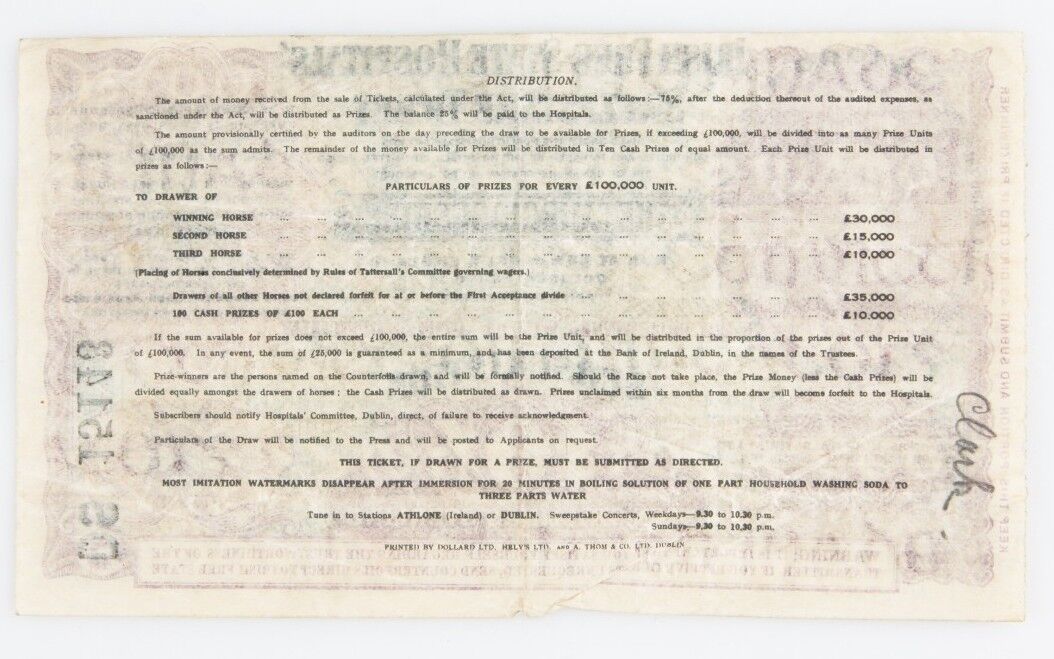 DISTRIBUTION.
The amount of money received from the sale of Tickets, calculated under the Act, will be distributed as follows:—75%, after the deduction thereout of the audited expenses, as
sanctioned under the Act, will be distributed as Prizes. The balance 25% will be paid to the Hospitals.
The amount provisionally certified by the auditors on the day preceding the draw to be available for Prizes, if exceeding £100,000, will be divided into as many Prize Units
of £100,000 as the sum admits. The remainder of the money available for Prizes will be distributed in Ten Cash Prizes of equal amount. Each Prize Unit will be distributed in
prizes as follows:—
PARTICULARS OF PRIZES FOR EVERY £100,000 UNIT.
TO DRAWER OF
WINNING HORSE ... £30,000
SECOND HORSE ... £15,000
THIRD HORSE ... £10,000
(Placing of Horses conclusively determined by Rules of Tattersall's Committee governing wagers.)
Drawers of all other Horses not declared forfeit for at or before the First Acceptance divide ... £35,000
100 CASH PRIZES OF £100 EACH ... £10,000
If the sum available for prizes does not exceed £100,000, the entire sum will be the Prize Unit, and will be distributed in the proportion of the prizes out of the Prize Unit
of £100,000. In any event, the sum of £25,000 is guaranteed as a minimum, and has been deposited at the Bank of Ireland, Dublin, in the names of the Trustees.
Prize-winners are the persons named on the Counterfoils drawn, and will be formally notified. Should the Race not take place, the Prize Money (less the Cash Prizes) will be
divided equally amongst the drawers of horses; the Cash Prizes will be distributed as drawn. Prizes unclaimed within six months from the draw will become forfeit to the Hospitals.
Subscribers should notify Hospitals' Committee, Dublin, direct, of failure to receive acknowledgment.
Particulars of the Draw will be notified to the Press and will be posted to Applicants on request.
THIS TICKET, IF DRAWN FOR A PRIZE, MUST BE SUBMITTED AS DIRECTED.
MOST IMITATION WATERMARKS DISAPPEAR AFTER IMMERSION FOR 20 MINUTES IN BOILING SOLUTION OF ONE PART HOUSEHOLD WASHING SODA TO
THREE PARTS WATER
Tune in to Stations ATHLONE (Ireland) or DUBLIN. Sweepstake Concerts, Weekdays—9.30 to 10.30 p.m.
Sundays,—9,30 to 10.30 p.m.
PRINTED BY DOLLARD LTD. HELY'S LTD. AND A. THOM & CO. LTD. DUBLIN
Clark